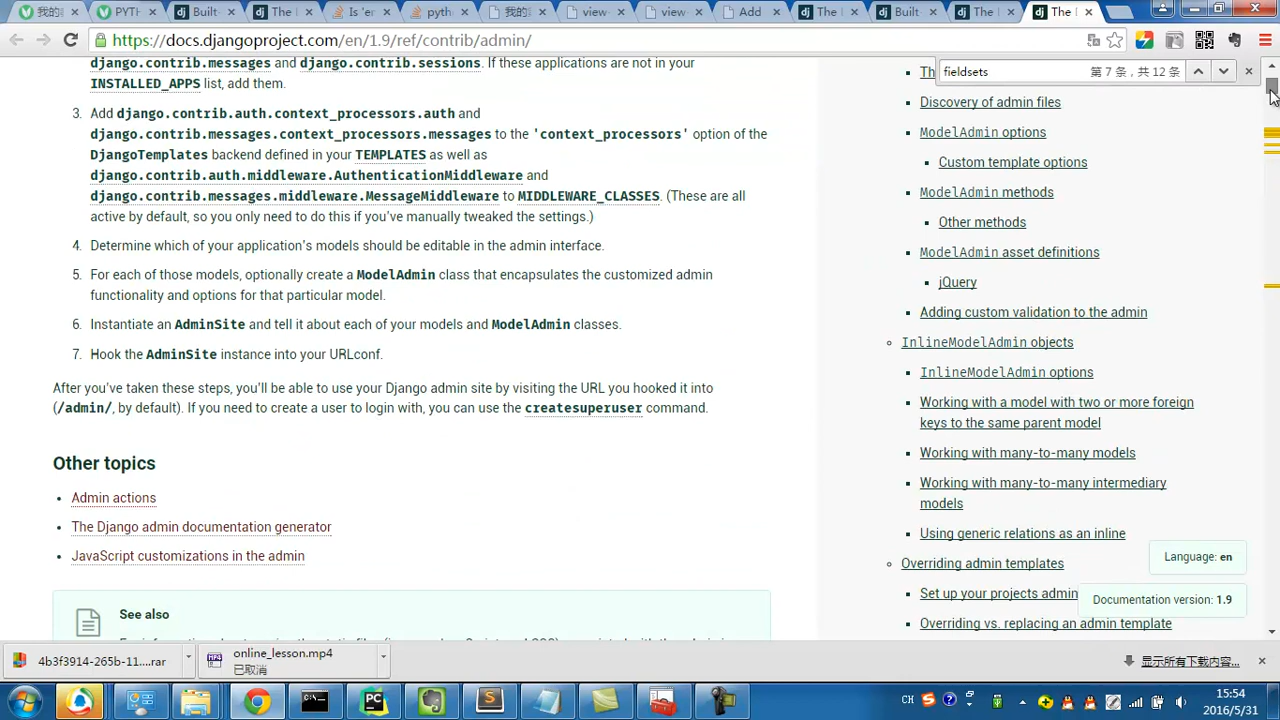 我的
PYTH
Built-
The I
Is 'er
pytho
我的
view-
view-
Add
The I
Built
The I
The I
https://docs.djangoproject.com/en/1.9/ref/contrib/admin/
fieldsets
第 7 条，共 12 条
django.contrib.messages and django.contrib.sessions. If these applications are not in your
INSTALLED_APPS list, add them.
3. Add django.contrib.auth.context_processors.auth and
django.contrib.messages.context_processors.messages to the 'context_processors' option of the
DjangoTemplates backend defined in your TEMPLATES as well as
django.contrib.auth.middleware.AuthenticationMiddleware and
django.contrib.messages.middleware.MessageMiddleware to MIDDLEWARE_CLASSES. (These are all
active by default, so you only need to do this if you've manually tweaked the settings.)
4. Determine which of your application's models should be editable in the admin interface.
5. For each of those models, optionally create a ModelAdmin class that encapsulates the customized admin
functionality and options for that particular model.
6. Instantiate an AdminSite and tell it about each of your models and ModelAdmin classes.
7. Hook the AdminSite instance into your URLconf.
After you've taken these steps, you'll be able to use your Django admin site by visiting the URL you hooked it into
(/admin/, by default). If you need to create a user to login with, you can use the createsuperuser command.
Other topics
Admin actions
The Django admin documentation generator
JavaScript customizations in the admin
See also
Th
Discovery of admin files
ModelAdmin options
Custom template options
ModelAdmin methods
Other methods
ModelAdmin asset definitions
jQuery
Adding custom validation to the admin
InlineModelAdmin objects
InlineModelAdmin options
Working with a model with two or more foreign
keys to the same parent model
Working with many-to-many models
Working with many-to-many intermediary
models
Using generic relations as an inline
Overriding admin templates
Set up your projects admin
Overriding vs. replacing an admin template
Language: en
Documentation version: 1.9
4b3f3914-265b-11....rar
online_lesson.mp4
已取消
显示所有下载内容...
CH
15:54
2016/5/31